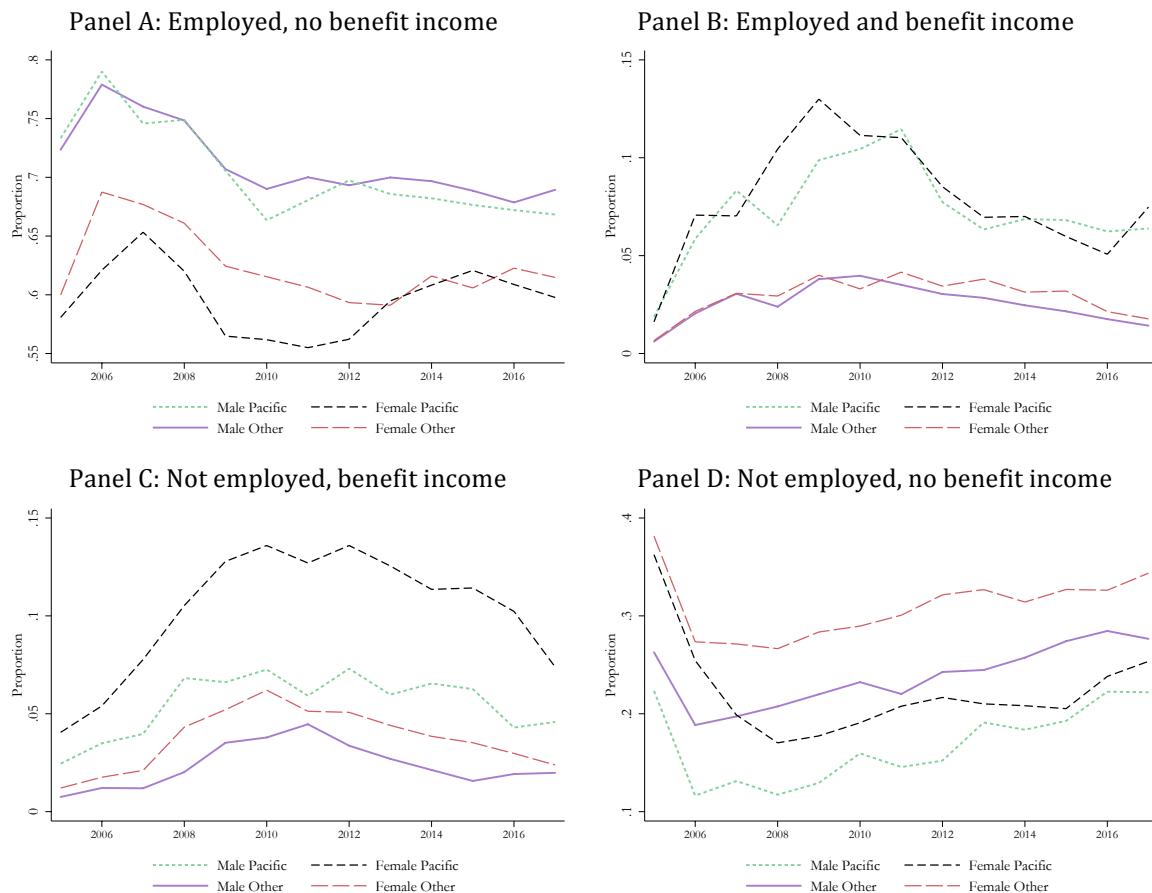 Panel A: Employed, no benefit income
Proportion
.55 .6 .65 .7 .75 .8
2006 2008 2010 2012 2014 2016
Male Pacific Female Pacific
Male Other Female Other
Panel B: Employed and benefit income
Proportion
0 .05 .1 .15
2006 2008 2010 2012 2014 2016
Male Pacific Female Pacific
Male Other Female Other
Panel C: Not employed, benefit income
Proportion
0 .05 .1 .15
2006 2008 2010 2012 2014 2016
Male Pacific Female Pacific
Male Other Female Other
Panel D: Not employed, no benefit income
Proportion
.1 .2 .3 .4
2006 2008 2010 2012 2014 2016
Male Pacific Female Pacific
Male Other Female Other